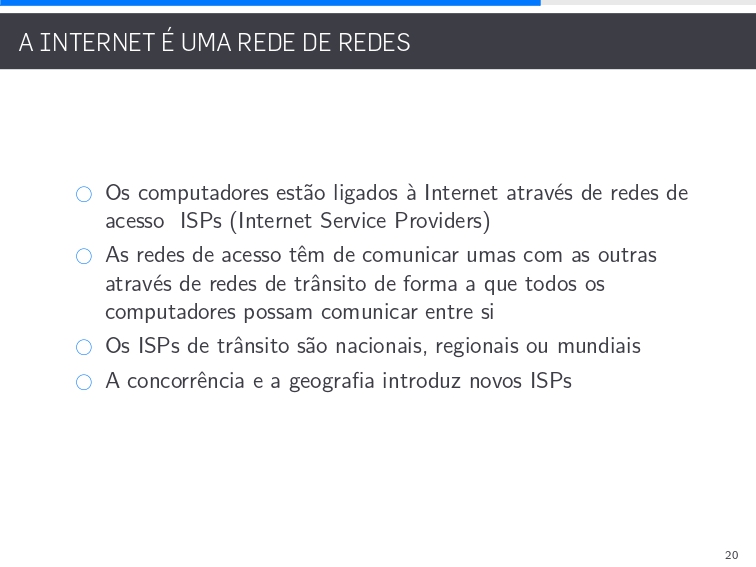 A INTERNET É UMA REDE DE REDES
Os computadores estão ligados à Internet através de redes de
acesso ISPs (Internet Service Providers)
As redes de acesso têm de comunicar umas com as outras
através de redes de trânsito de forma a que todos os
computadores possam comunicar entre si
Os ISPs de trânsito são nacionais, regionais ou mundiais
A concorrência e a geografia introduz novos ISPs
20